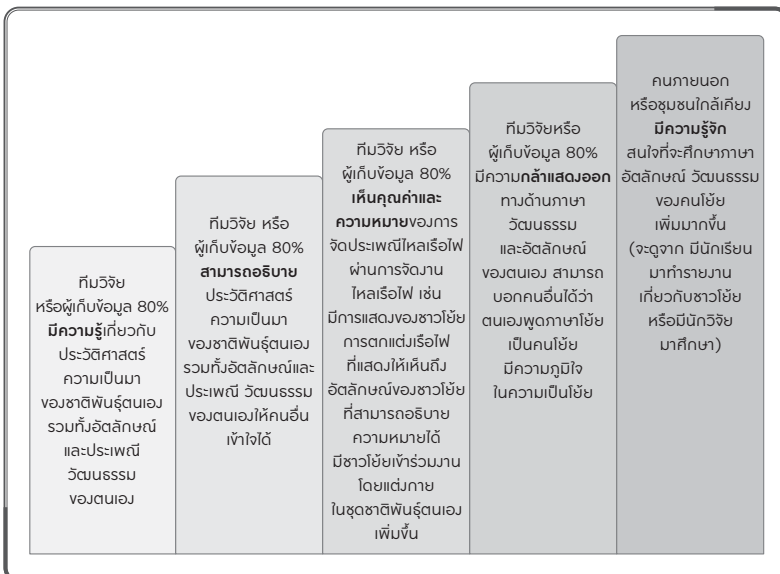 ทีมวิจัย
หรือผู้เก็บข้อมูล 80%
มีความรู้เกี่ยวกับ
ประวัติศาสตร์
ความเป็นมา
ของชาติพันธุ์ตนเอง
รวมทั้งอัตลักษณ์
และประเพณี
วัฒนธรรม
ของตนเอง
ทีมวิจัย หรือ
ผู้เก็บข้อมูล 80%
สามารถอธิบาย
ประวัติศาสตร์
ความเป็นมา
ของชาติพันธุ์ตนเอง
รวมทั้งอัตลักษณ์และ
ประเพณี วัฒนธรรม
ของตนเองให้คนอื่น
เข้าใจได้
ทีมวิจัย หรือ
ผู้เก็บข้อมูล 80%
เห็นคุณค่าและ
ความหมายของการ
จัดประเพณีไหลเรือไฟ
ผ่านการจัดงาน
ไหลเรือไฟ เช่น
มีการแสดงของชาวโย้ย
การตกแต่งเรือไฟ
ที่แสดงให้เห็นถึง
อัตลักษณ์ของชาวโย้ย
ที่สามารถอธิบาย
ความหมายได้
มีชาวโย้ยเข้าร่วมงาน
โดยแต่งกาย
ในชุดชาติพันธุ์ตนเอง
เพิ่มขึ้น
ทีมวิจัยหรือ
ผู้เก็บข้อมูล 80%
มีความกล้าแสดงออก
ทางด้านภาษา
วัฒนธรรม
และอัตลักษณ์
ของตนเอง สามารถ
บอกคนอื่นได้ว่า
ตนเองพูดภาษาโย้ย
เป็นคนโย้ย
มีความภูมิใจ
ในความเป็นโย้ย
คนภายนอก
หรือชุมชนใกล้เคียง
มีความรู้จัก
สนใจที่จะศึกษาภาษา
อัตลักษณ์ วัฒนธรรม
ของคนโย้ย
เพิ่มมากขึ้น
(จะดูจาก มีนักเรียน
มาทำรายงาน
เกี่ยวกับชาวโย้ย
หรือมีนักวิจัย
มาศึกษา)